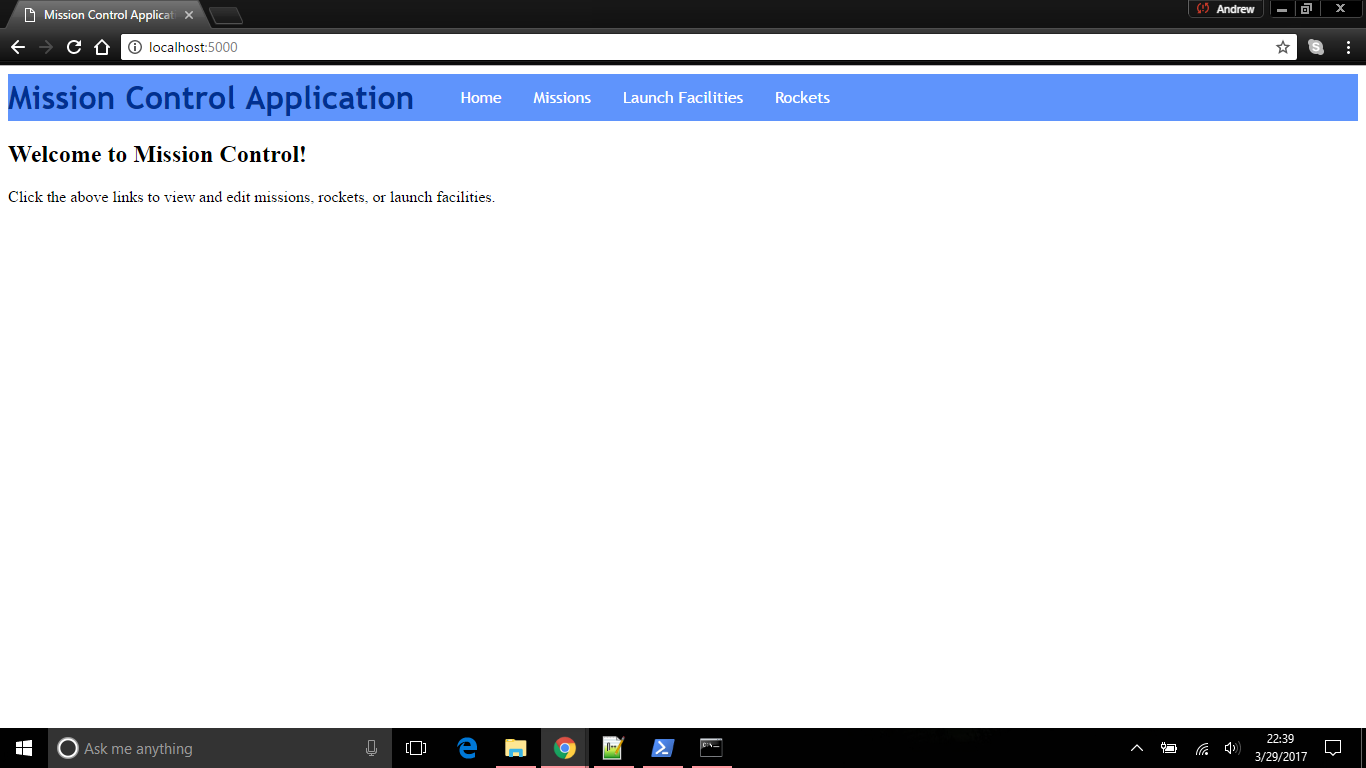 Mission Control Applicat
Andrew
localhost:5000
Mission Control Application Home Missions Launch Facilities Rockets
Welcome to Mission Control!
Click the above links to view and edit missions, rockets, or launch facilities.
Ask me anything
22:39
3/29/2017